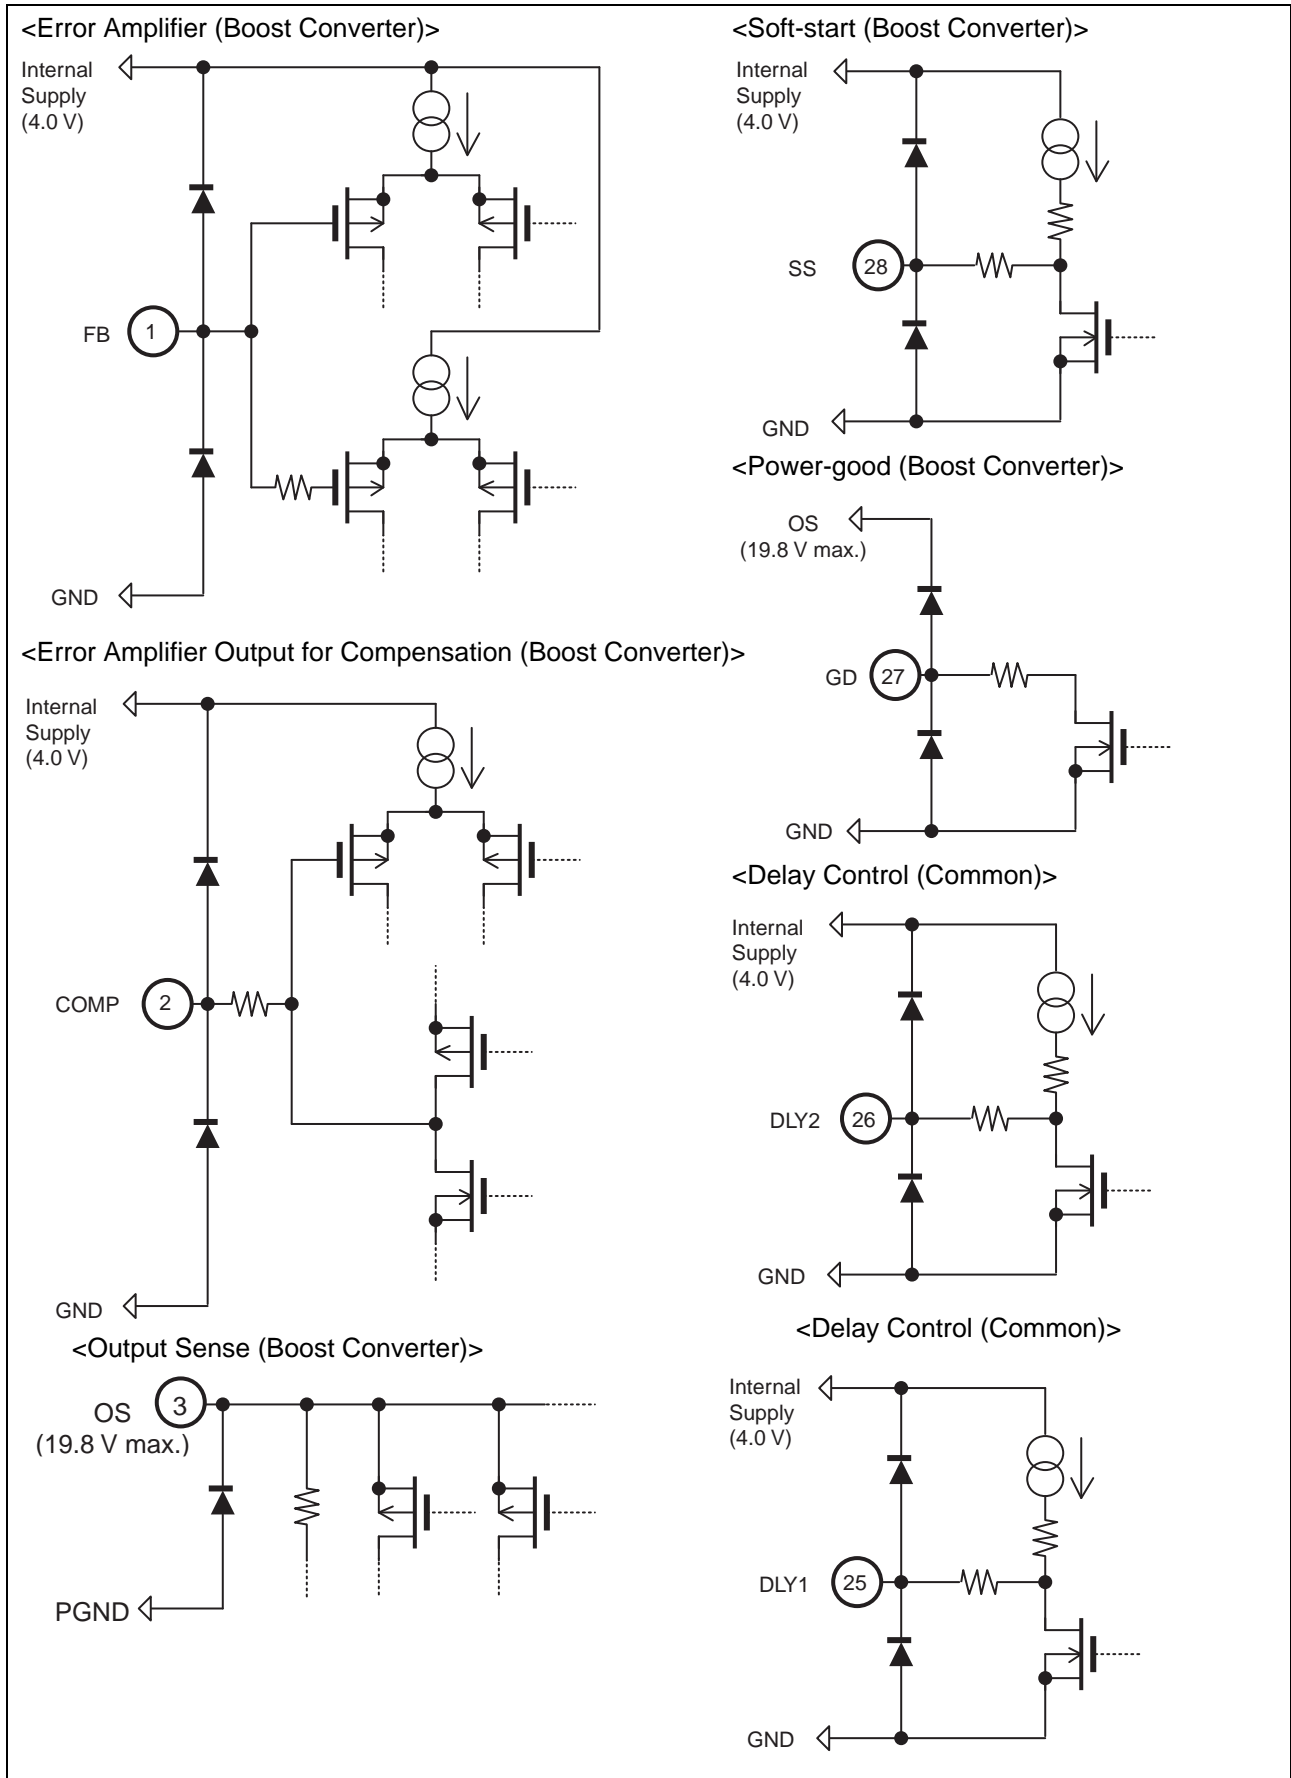 <Error Amplifier (Boost Converter)>
Internal
Supply
(4.0 V)
FB
1
GND
<Error Amplifier Output for Compensation (Boost Converter)>
Internal
Supply
(4.0 V)
COMP
2
GND
<Output Sense (Boost Converter)>
OS
3
(19.8 V max.)
PGND
<Soft-start (Boost Converter)>
Internal
Supply
(4.0 V)
SS
28
GND
<Power-good (Boost Converter)>
OS
(19.8 V max.)
GD
27
GND
<Delay Control (Common)>
Internal
Supply
(4.0 V)
DLY2
26
GND
<Delay Control (Common)>
Internal
Supply
(4.0 V)
DLY1
25
GND